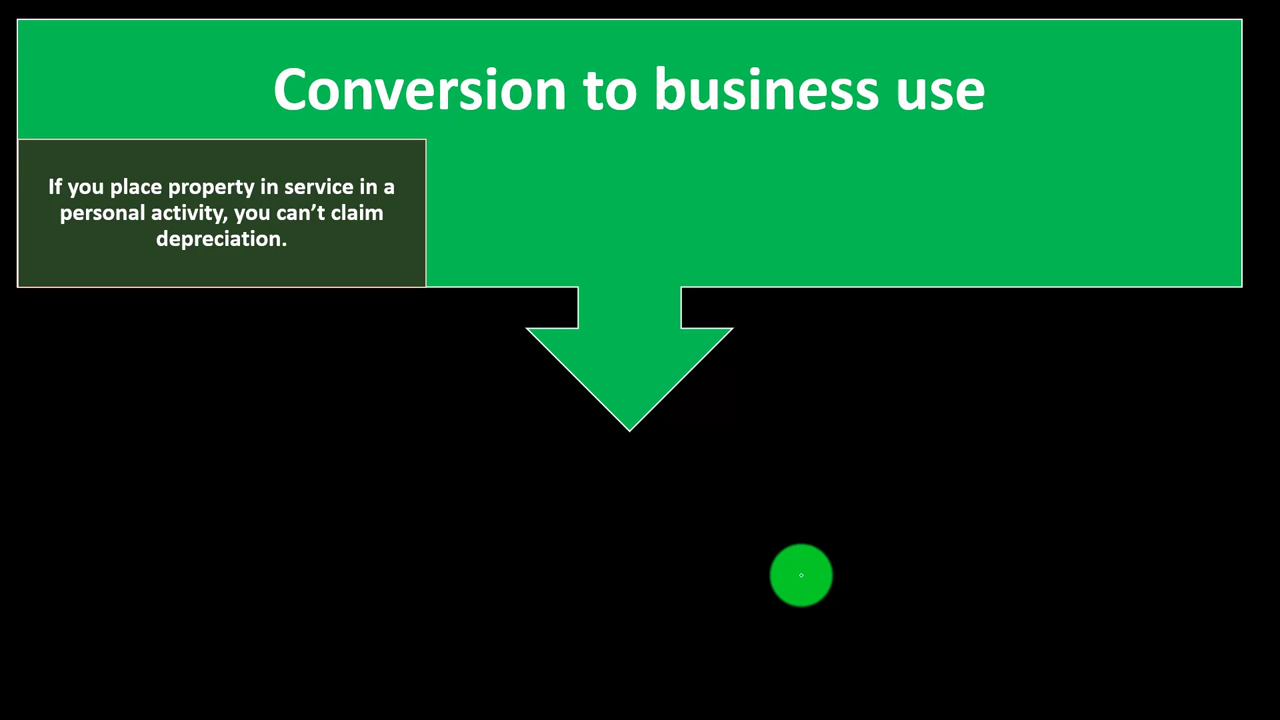 Conversion to business use
If you place property in service in a
personal activity, you can’t claim
depreciation.